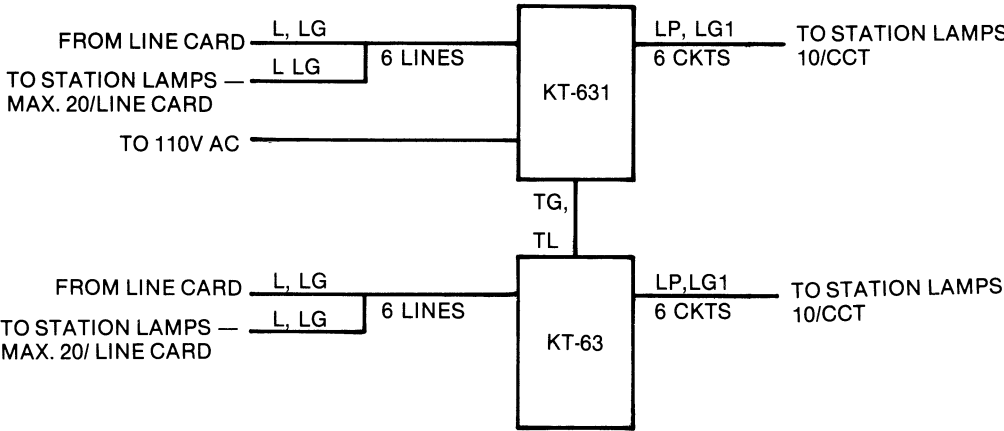 FROM LINE CARD
L, LG
6 LINES
TO STATION LAMPS —
L LG
MAX. 20/LINE CARD
TO 110V AC
KT-631
LP, LG1
6 CKTS
TO STATION LAMPS
10/CCT
TG,
TL
FROM LINE CARD
L, LG
6 LINES
TO STATION LAMPS —
L, LG
MAX. 20/ LINE CARD
KT-63
LP,LG1
6 CKTS
TO STATION LAMPS
10/CCT